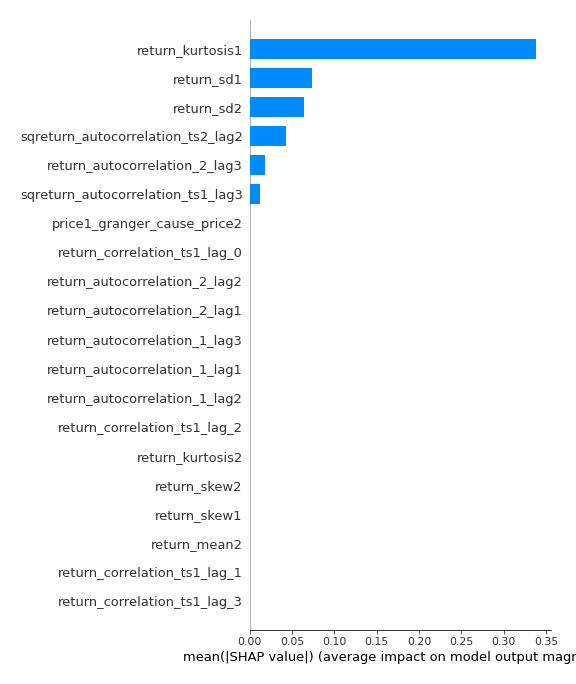 return_kurtosis1
return_sd1
return_sd2
sqreturn_autocorrelation_ts2_lag2
return_autocorrelation_2_lag3
sqreturn_autocorrelation_ts1_lag3
price1_granger_cause_price2
return_correlation_ts1_lag_0
return_autocorrelation_2_lag2
return_autocorrelation_2_lag1
return_autocorrelation_1_lag3
return_autocorrelation_1_lag1
return_autocorrelation_1_lag2
return_correlation_ts1_lag_2
return_kurtosis2
return_skew2
return_skew1
return_mean2
return_correlation_ts1_lag_1
return_correlation_ts1_lag_3
0.00 0.05 0.10 0.15 0.20 0.25 0.30 0.35
mean(|SHAP value|) (average impact on model output magr